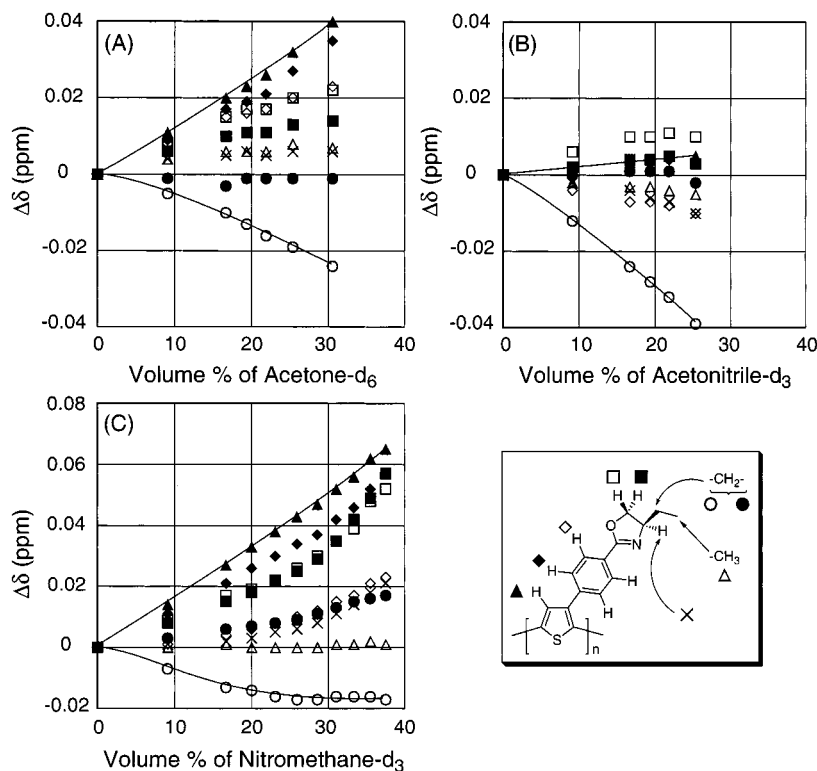 (A)
0.04
0.02
0
-0.02
-0.04
Δδ (ppm)
0 10 20 30 40
Volume % of Acetone-d6
(B)
0.04
0.02
0
-0.02
-0.04
Δδ (ppm)
0 10 20 30 40
Volume % of Acetonitrile-d3
(C)
0.08
0.06
0.04
0.02
0
-0.02
Δδ (ppm)
0 10 20 30 40
Volume % of Nitromethane-d3
H H
-CH2-
O
H
N
H
H
-CH3
H
H
H
S
n